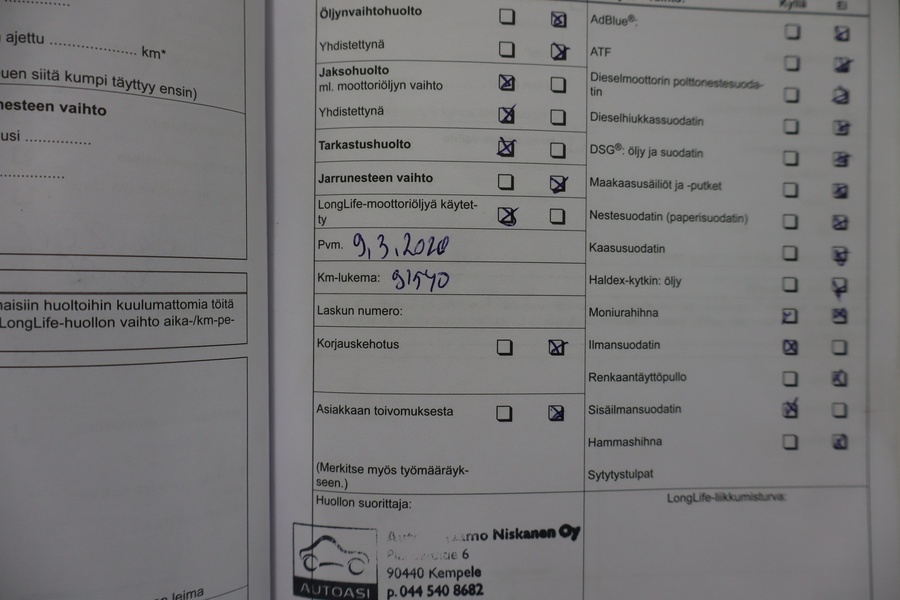 ajettu .................. km*
siitä kumpi täyttyy ensin)
vaihto
Öljynvaihtohuolto
Yhdistettynä
Jaksohuolto
ml. moottoriöljyn vaihto
Yhdistettynä
Tarkastushuolto
Jarrunesteen vaihto
LongLife-moottoriöljyä käytet-
ty
Pvm. 9.3.2020
Km-lukema: 91540
Laskun numero:
Korjauskehotus
Asiakkaan toivomuksesta
(Merkitse myös työmääräyk-
seen.)
Huollon suorittaja:
Kyllä Ei
AdBlue®:
ATF
Dieselmoottorin polttonestesuoda-
tin
Dieselhiukkassuodatin
DSG®: öljy ja suodatin
Maakaasusäiliöt ja -putket
Nestesuodatin (paperisuodatin)
Kaasusuodatin
Haldex-kytkin: öljy
Moniurahihna
Ilmansuodatin
Renkaantäyttöpullo
Sisäilmansuodatin
Hammashihna
Sytytystulpat
LongLife-liikkumisturva:
huoltoihin kuulumattomia töitä
LongLife-huollon vaihto aika-/km-pe-
leima
AUTOASI
Niskanen Oy
6
90440 Kempele
p. 044 540 8682